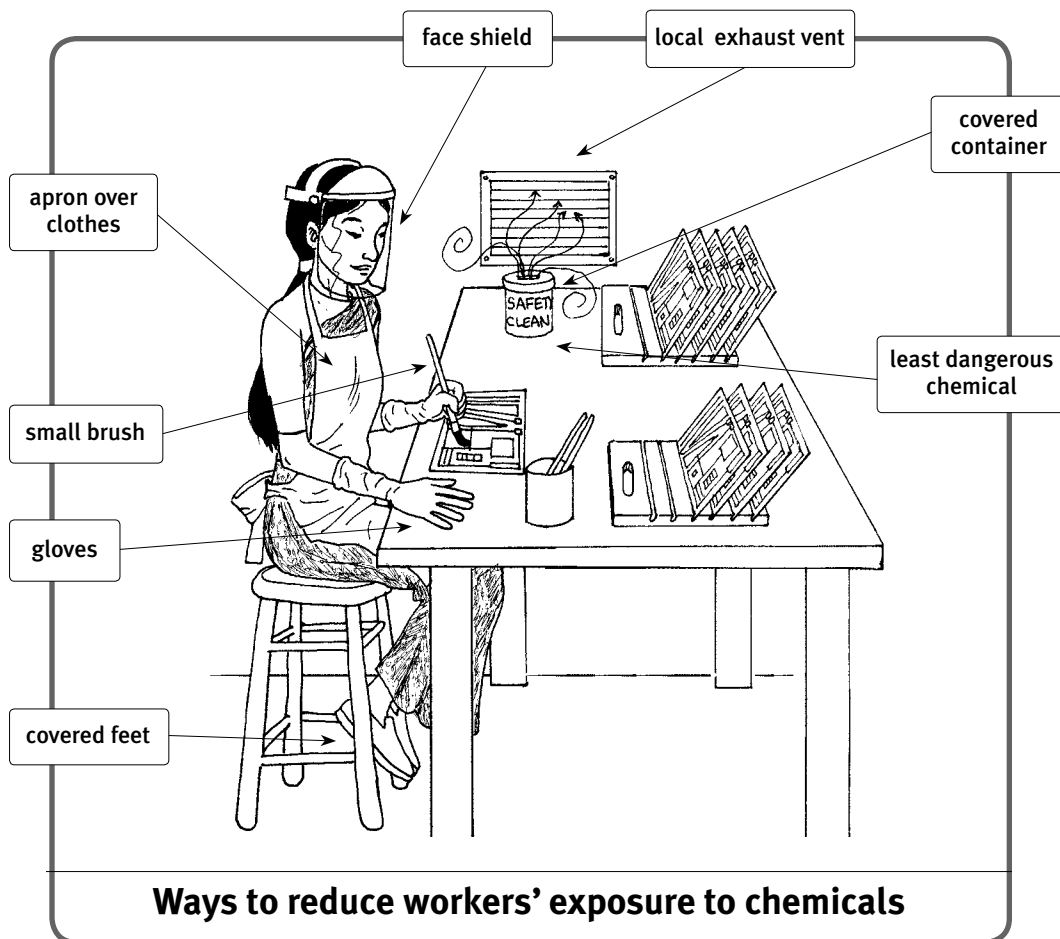 face shield
local exhaust vent
covered
container
apron over
clothes
SAFETY
CLEAN
least dangerous
chemical
small brush
gloves
covered feet
Ways to reduce workers’ exposure to chemicals